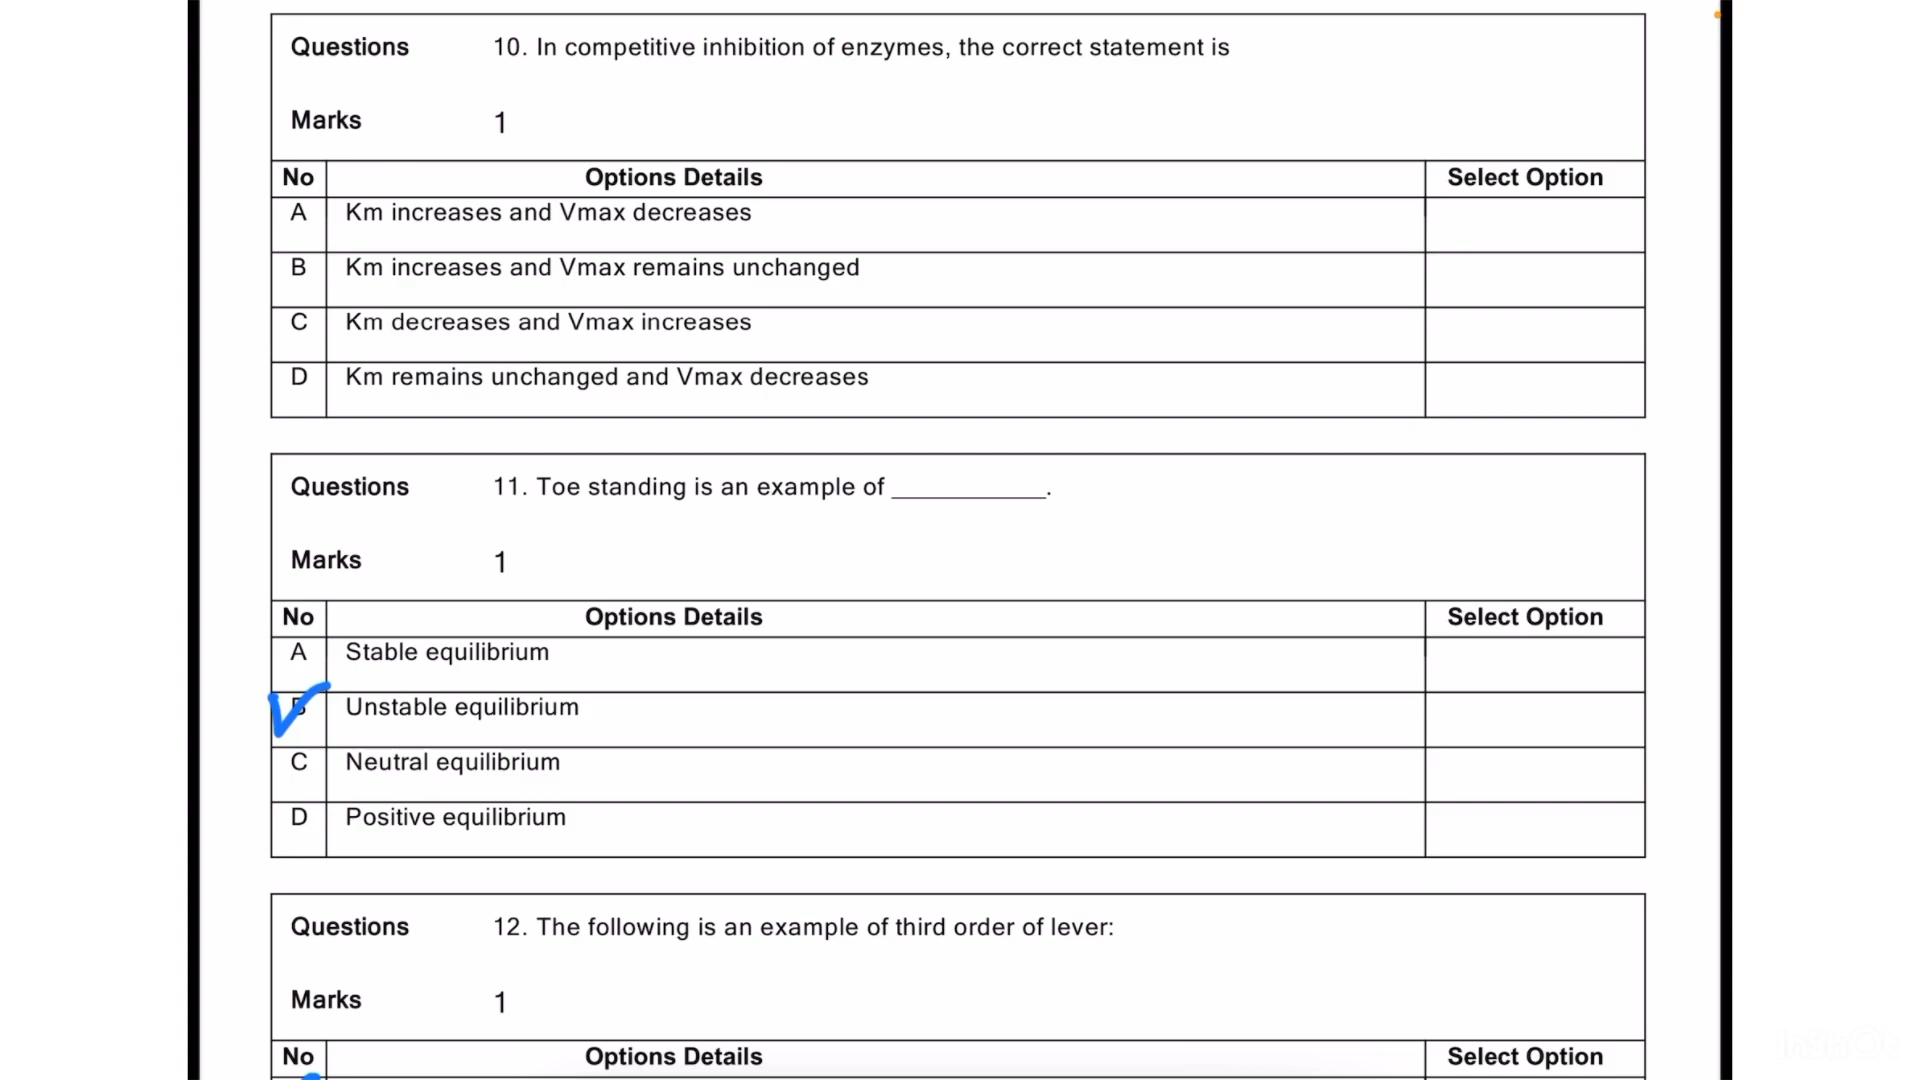 Questions 10. In competitive inhibition of enzymes, the correct statement is
Marks 1
No Options Details Select Option
A Km increases and Vmax decreases
B Km increases and Vmax remains unchanged
C Km decreases and Vmax increases
D Km remains unchanged and Vmax decreases
Questions 11. Toe standing is an example of ___________.
Marks 1
No Options Details Select Option
A Stable equilibrium
B Unstable equilibrium
C Neutral equilibrium
D Positive equilibrium
Questions 12. The following is an example of third order of lever:
Marks 1
No Options Details Select Option